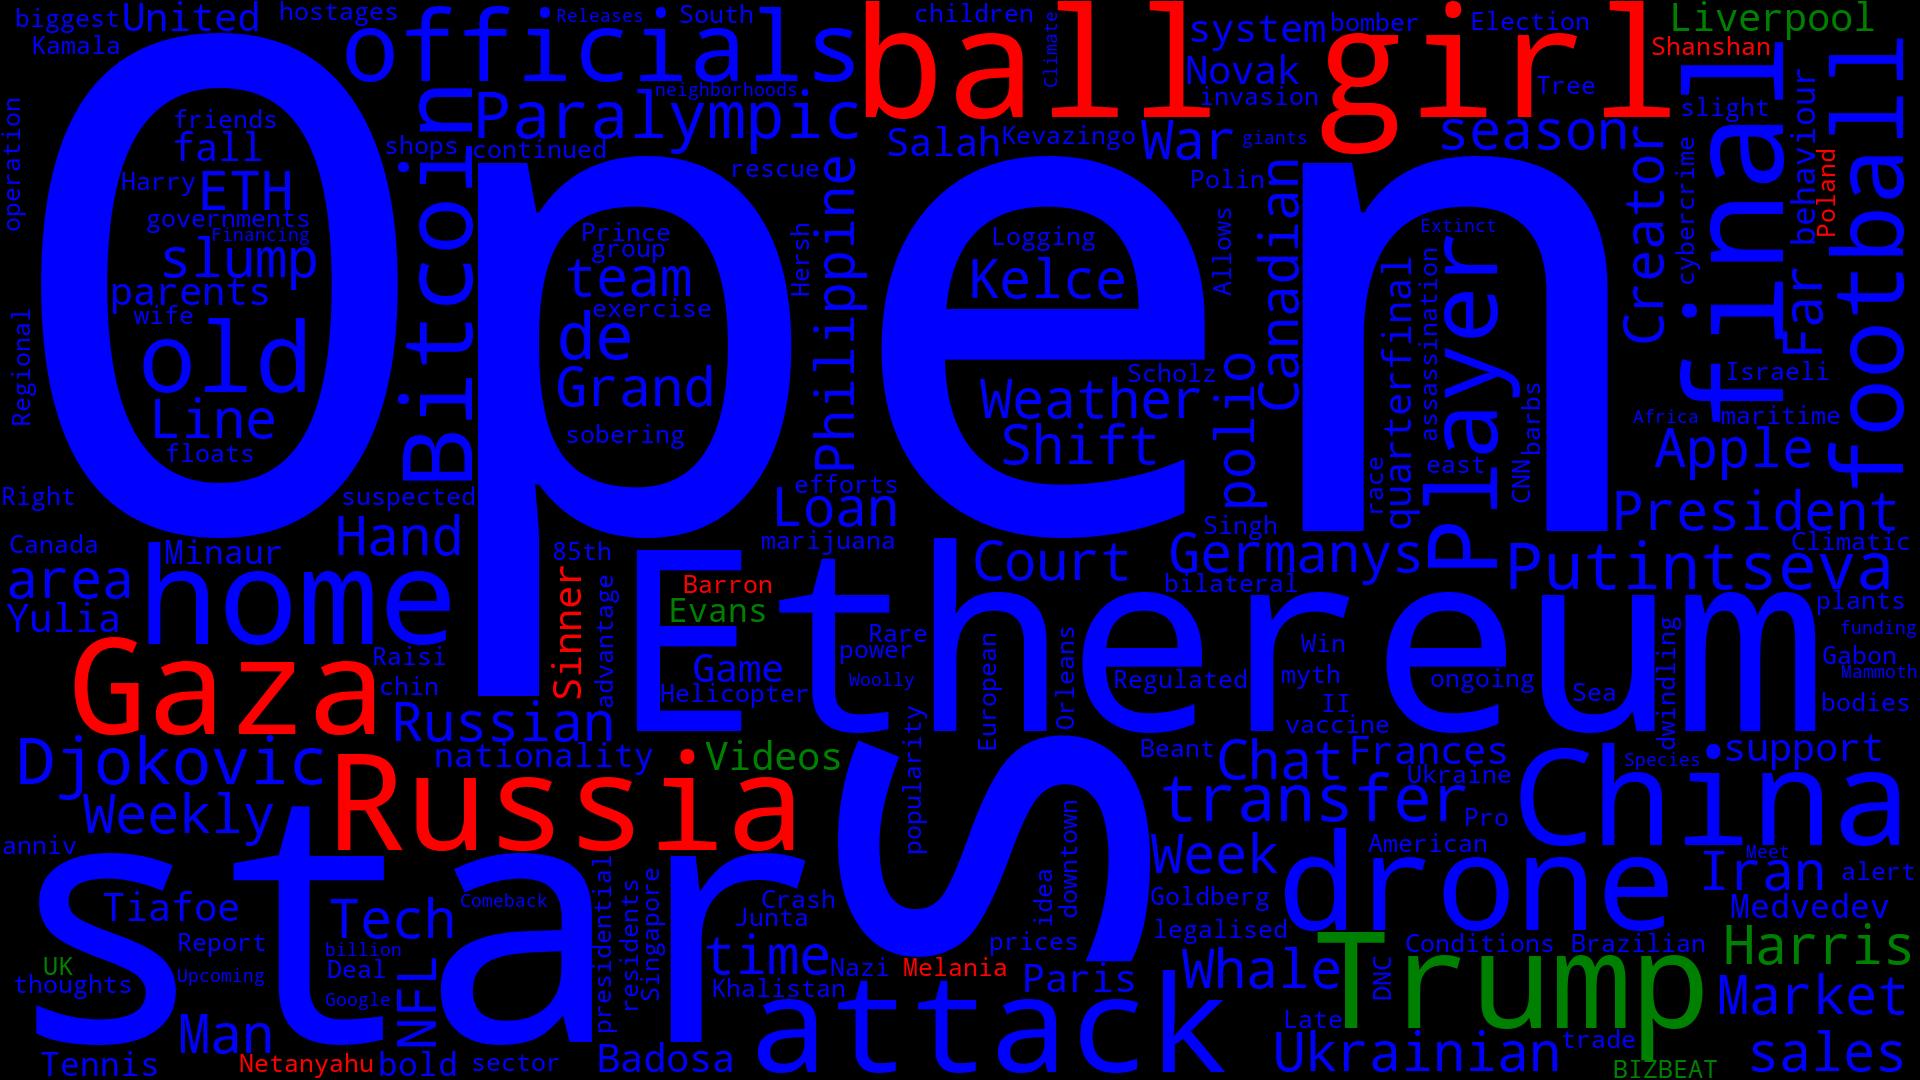 biggest United hostages Releases South children Climate system bomber Election Liverpool
Kamala officials ball girl Novak Shanshan
neighborhoods invasion Tree slight
operation friends Bitcoin Paralympic Salah Kevazingo War giants season final football
fall shops continued rescue Polin Creator cybercrime behaviour Poland
Harry ETH Philippine Canadian
governments Financing Prince Hersh Logging Allows Extinct
slump group team Kelce quarterfinal assassination Player Far
parents exercise
wife de Scholz polio barbs Israeli
Regional old Grand Weather Africa maritime
Line sobering Shift race east CNN Apple
floats
Open
Right suspected efforts Loan Singh President
Canada Minaur Hand 85th marijuana Court Germanys Climatic
area home Sinner Barron bilateral Putintseva
Yulia advantage Evans Ethereum plants
Gaza Raisi Game Rare power European Orleans Win dwindling funding
chin Helicopter Woolly Regulated myth ongoing Sea Gabon Mammoth
Russian II vaccine bodies
Djokovic nationality Videos popularity S Beant Chat Frances Species support
Weekly Russia transfer Ukraine Pro China
anniv star downtown Week American Meet Iran alert
Tiafoe Tech Comeback presidential residents Singapore Crash Junta idea Goldberg drone Medvedev
Report billion time prices legalised Conditions Brazilian Harris
UK thoughts Upcoming Deal Google NFL Nazi Melania Khalistan Paris Whale DNC Trump Market
Man attack Late
Tennis Netanyahu bold sector Badosa Ukrainian trade BIZBEAT sales